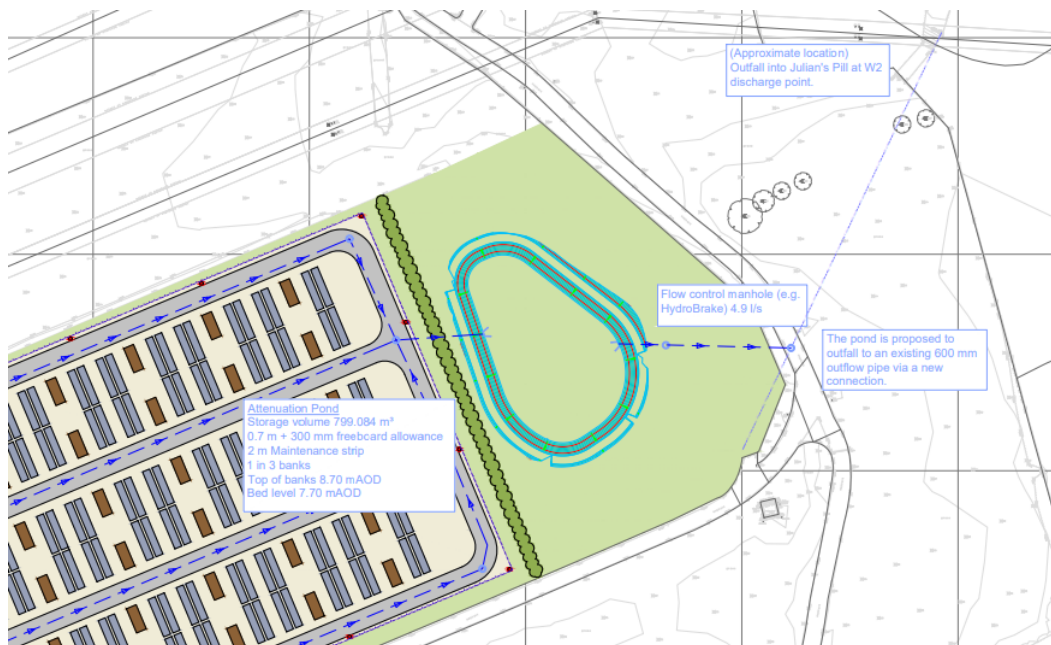 (Approximate location)
Outfall into Julian's Pill at W2
discharge point.
Flow control manhole (e.g.
HydroBrake) 4.9 l/s
The pond is proposed to
outfall to an existing 600 mm
outflow pipe via a new
connection.
Attenuation Pond
Storage volume 799.084 m³
0.7 m + 300 mm freebcard allowance
2 m Maintenance strip
1 in 3 banks
Top of banks 8.70 mAOD
Bed level 7.70 mAOD